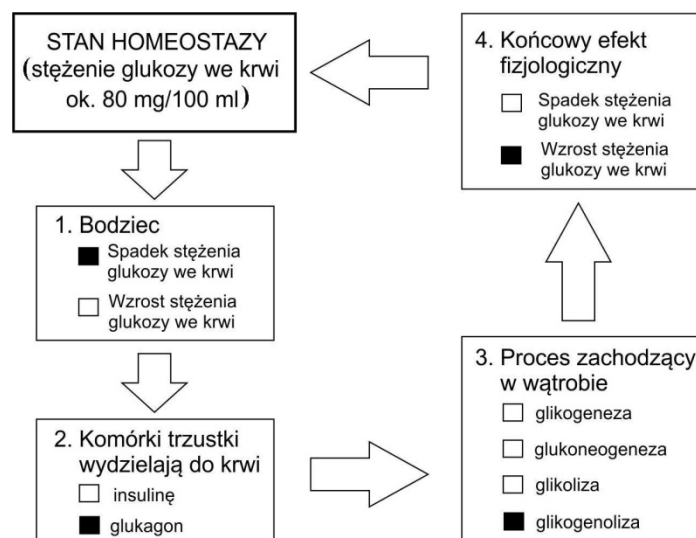 STAN HOMEOSTAZY
(stężenie glukozy we krwi
ok. 80 mg/100 ml)
1. Bodziec
Spadek stężenia
glukozy we krwi
Wzrost stężenia
glukozy we krwi
2. Komórki trzustki
wydzielają do krwi
insulinę
glukagon
3. Proces zachodzący
w wątrobie
glikogeneza
glukoneogeneza
glikoliza
glikogenoliza
4. Końcowy efekt
fizjologiczny
Spadek stężenia
glukozy we krwi
Wzrost stężenia
glukozy we krwi